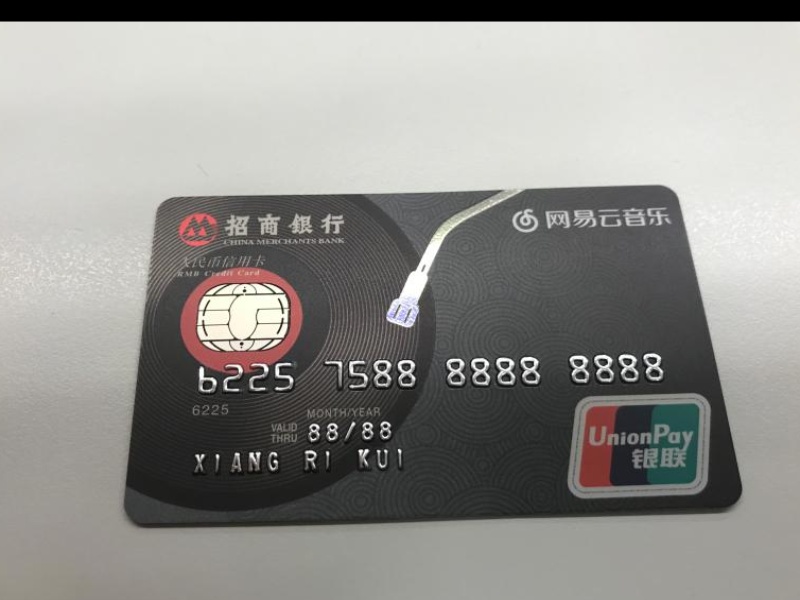 招商銀行
CHINA MERCHANTS BANK
网易云音乐
人民币信用卡
RMB Credit Card
6225 7588 8888 8888
6225
MONTH/YEAR
VALID THRU 88/88
XIANG RI KUI
UnionPay
银联